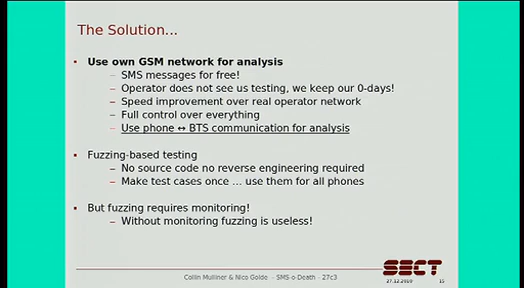 The Solution...
• Use own GSM network for analysis
– SMS messages for free!
– Operator does not see us testing, we keep our 0-days!
– Speed improvement over real operator network
– Full control over everything
– Use phone ↔ BTS communication for analysis
• Fuzzing-based testing
– No source code no reverse engineering required
– Make test cases once ... use them for all phones
• But fuzzing requires monitoring!
– Without monitoring fuzzing is useless!
Collin Mulliner & Nico Golde - SMS-o-Death - 27c3
SECT
27.12.2010